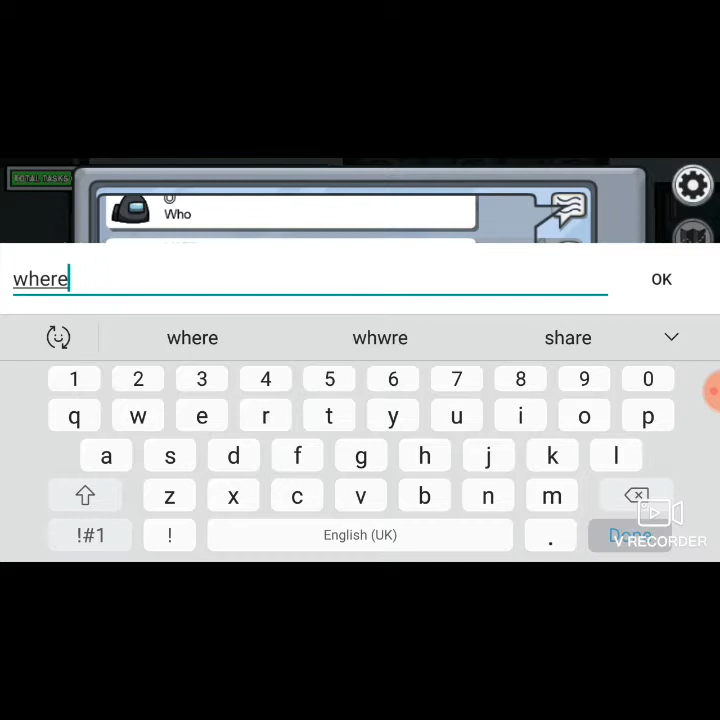 TOTAL TASKS
Who
where
OK
where whwre share
1 2 3 4 5 6 7 8 9 0
q w e r t y u i o p
a s d f g h j k l
z x c v b n m
!#1 ! English (UK) . Done
V RECORDER